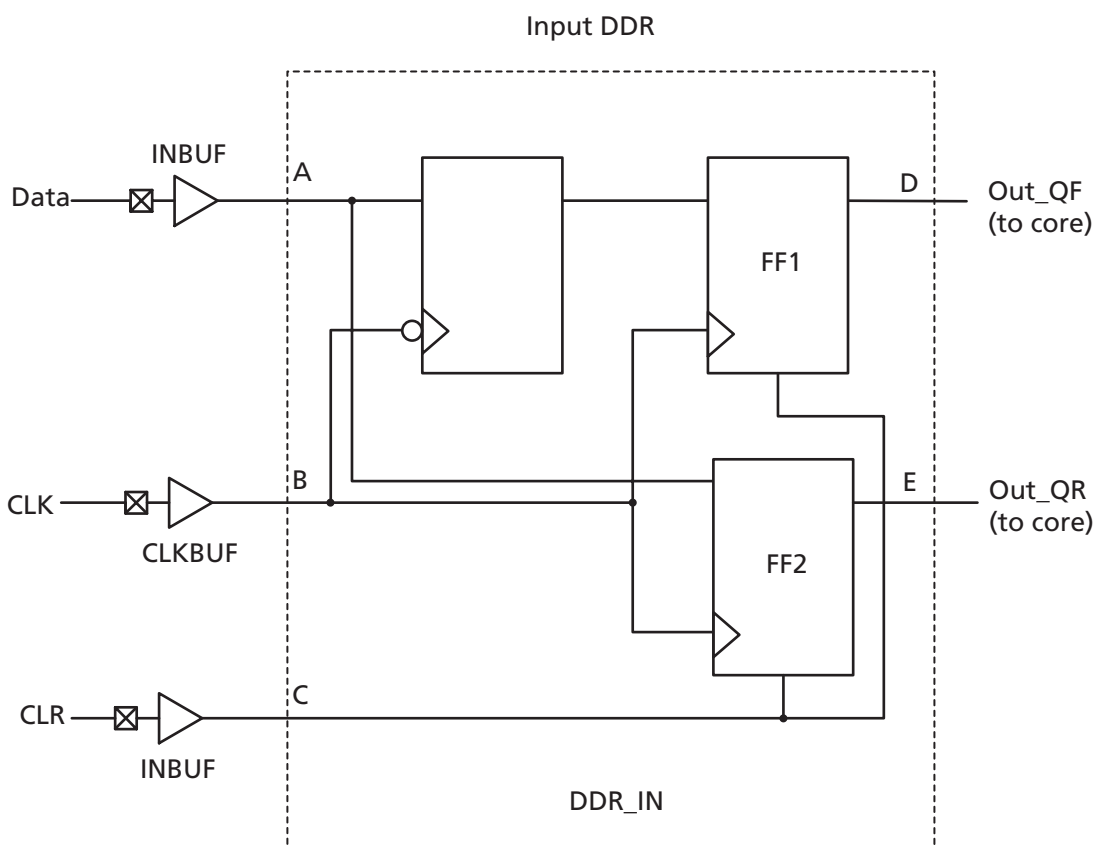 Input DDR
INBUF
Data
A
D
Out_QF
(to core)
FF1
B
E
CLK
Out_QR
(to core)
CLKBUF
FF2
C
CLR
INBUF
DDR_IN